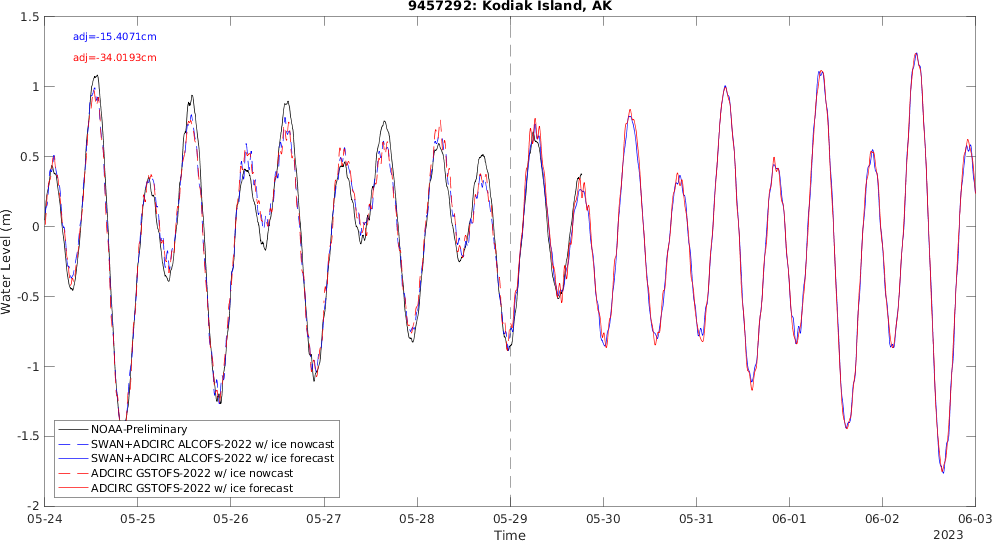 9457292: Kodiak Island, AK
adj=-15.4071cm
adj=-34.0193cm
Water Level (m)
1.5
1
0.5
0
-0.5
-1
-1.5
-2
NOAA-Preliminary
SWAN+ADCIRC ALCOFS-2022 w/ ice nowcast
SWAN+ADCIRC ALCOFS-2022 w/ ice forecast
ADCIRC GSTOFS-2022 w/ ice nowcast
ADCIRC GSTOFS-2022 w/ ice forecast
05-24 05-25 05-26 05-27 05-28 05-29 05-30 05-31 06-01 06-02 06-03
Time
2023